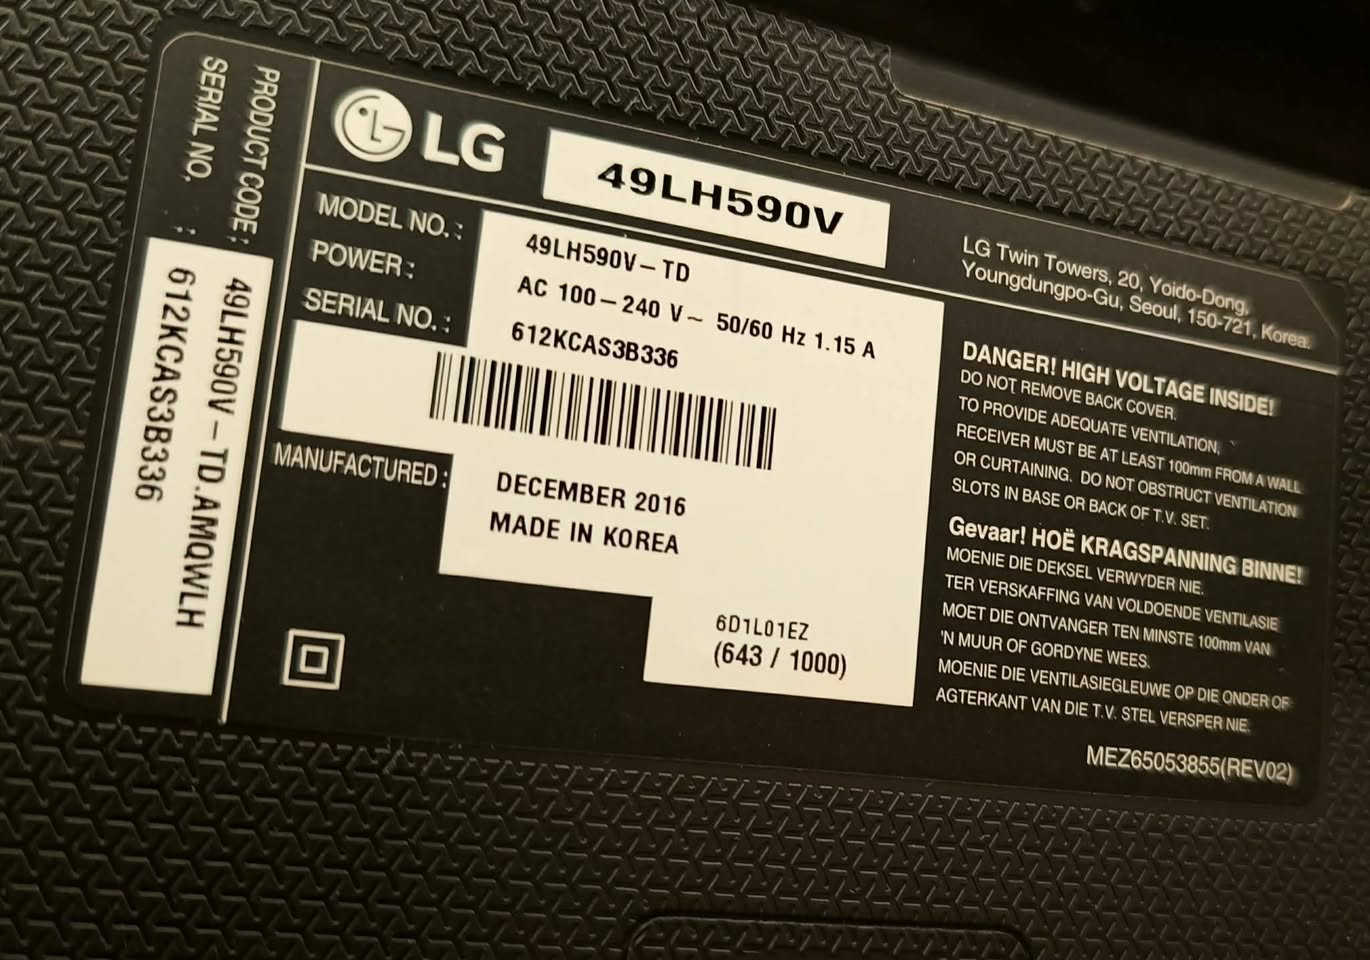 LG
49LH590V
LG Twin Towers, 20, Yoido-Dong,
Youngdungpo-Gu, Seoul, 150-721, Korea.
PRODUCT CODE : 49LH590V-TD.AMQWLH
SERIAL NO. : 612KCAS3B336
MODEL NO. : 49LH590V-TD
POWER : AC 100-240 V~ 50/60 Hz 1.15 A
SERIAL NO. : 612KCAS3B336
MANUFACTURED : DECEMBER 2016
MADE IN KOREA
6D1L01EZ
(643 / 1000)
DANGER! HIGH VOLTAGE INSIDE!
DO NOT REMOVE BACK COVER.
TO PROVIDE ADEQUATE VENTILATION,
RECEIVER MUST BE AT LEAST 100mm FROM A WALL
OR CURTAINING. DO NOT OBSTRUCT VENTILATION
SLOTS IN BASE OR BACK OF T.V. SET.
Gevaar! HOË KRAGSPANNING BINNE!
MOENIE DIE DEKSEL VERWYDER NIE.
TER VERSKAFFING VAN VOLDOENDE VENTILASIE
MOET DIE ONTVANGER TEN MINSTE 100mm VAN
'N MUUR OF GORDYNE WEES.
MOENIE DIE VENTILASIEGLEUWE OP DIE ONDER OF
AGTERKANT VAN DIE T.V. STEL VERSPER NIE.
MEZ65053855(REV02)